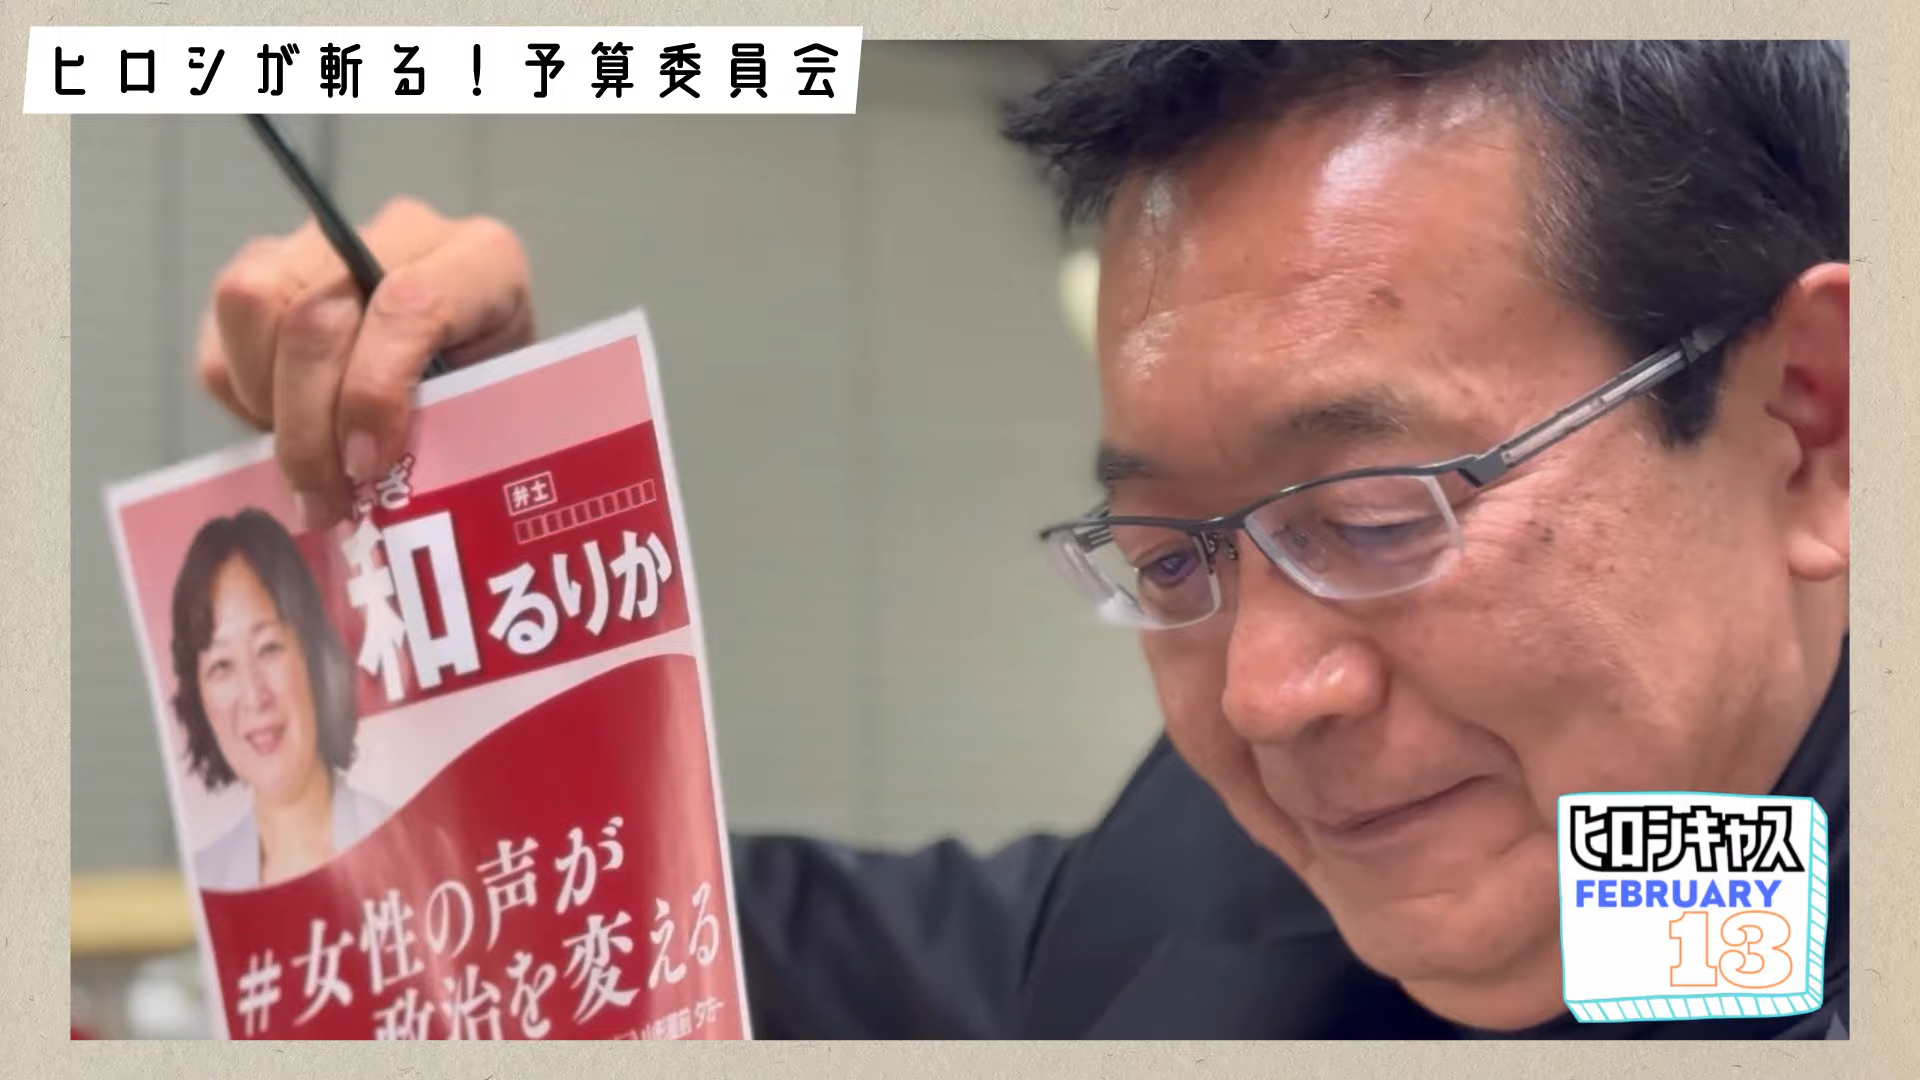 ヒロシが斬る!予算委員会
弁士
和るりか
#女性の声が
政治を変える
ヒロシキャス
FEBRUARY
13